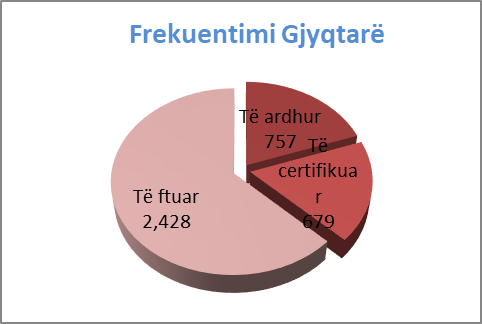 Frekuentimi Gjyqtarë
Të ardhur
757
Të
certifikua
r
679
Të ftuar
2,428